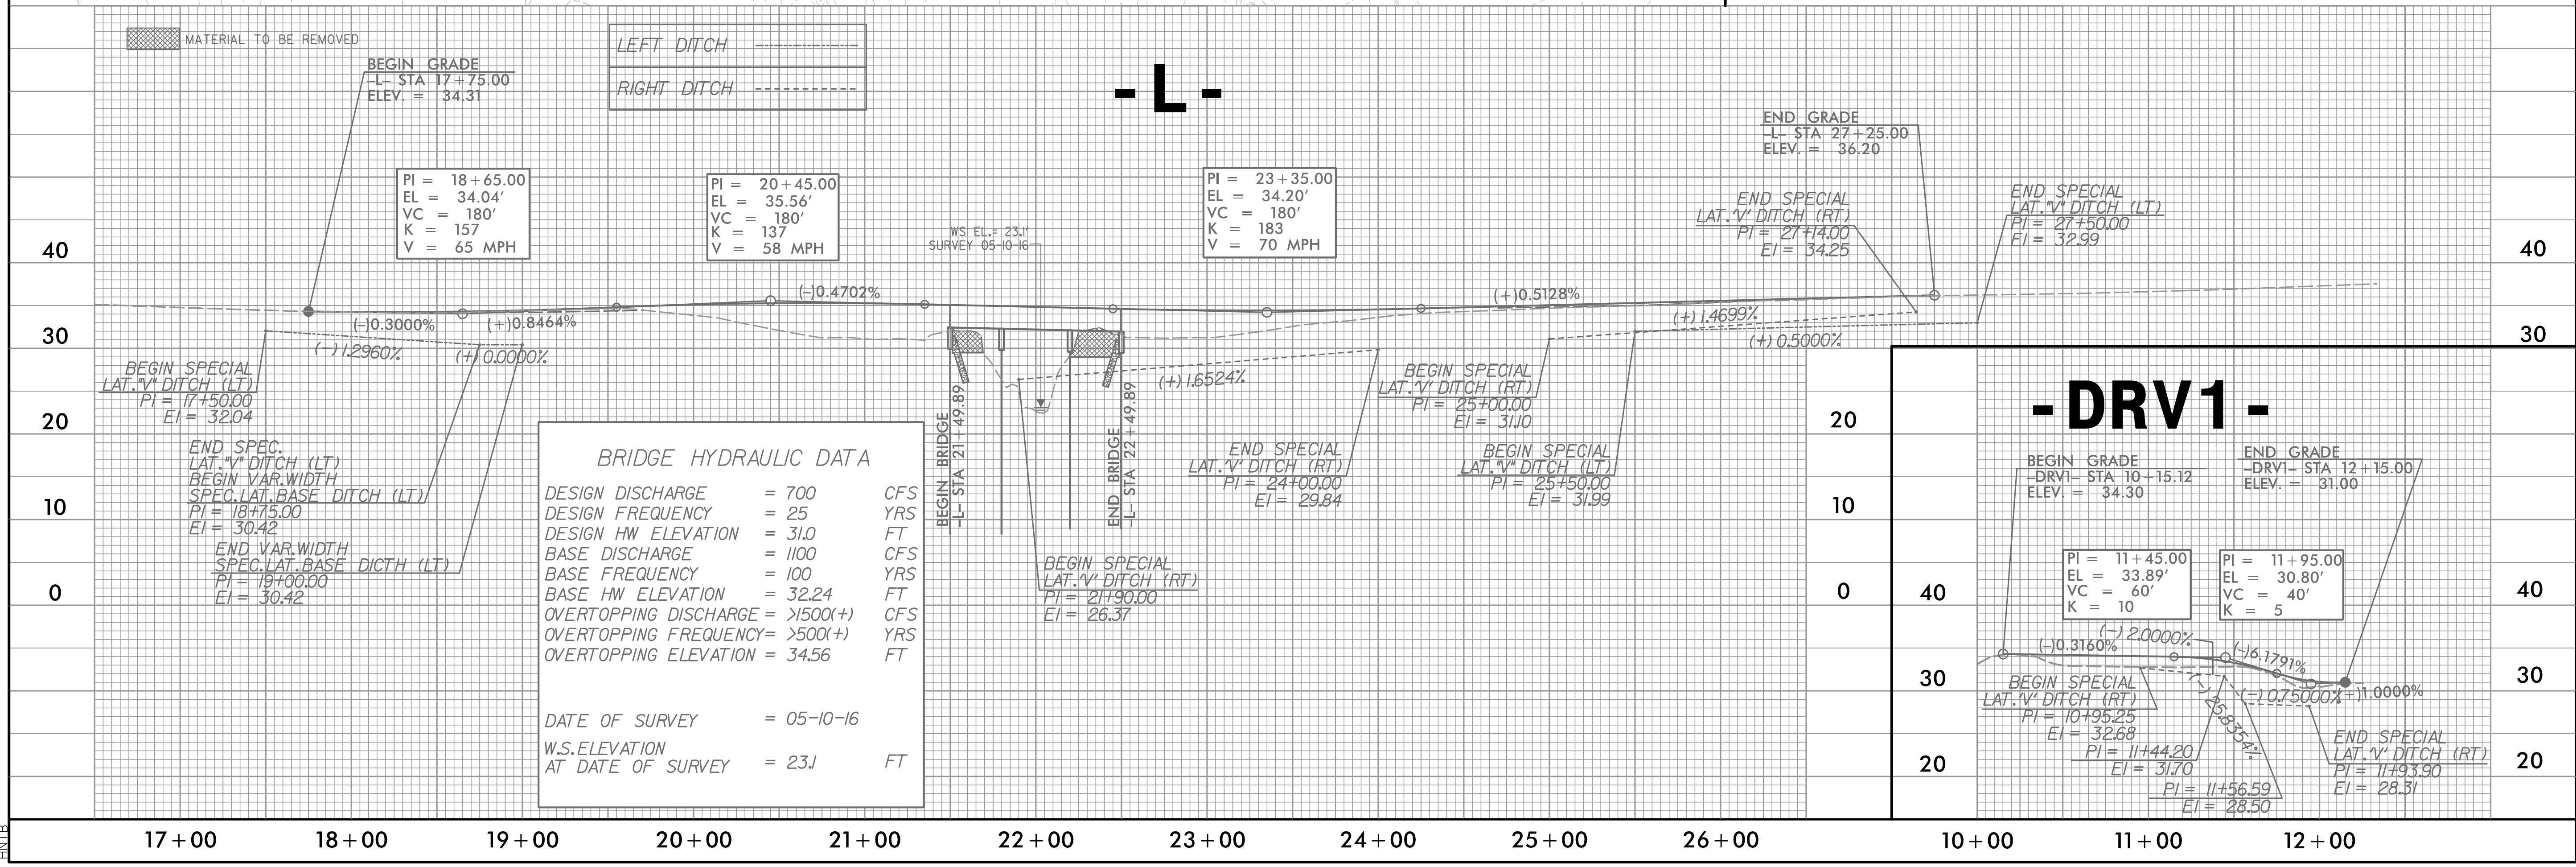 MATERIAL TO BE REMOVED
LEFT DITCH
RIGHT DITCH
-L-
BEGIN GRADE
-L- STA 17+75.00
ELEV. = 34.31
END GRADE
-L- STA 27+25.00
ELEV. = 36.20
PI = 18+65.00
EL = 34.04'
VC = 180'
K = 157
V = 65 MPH
PI = 20+45.00
EL = 35.56'
VC = 180'
K = 137
V = 58 MPH
WS EL.= 23.1'
SURVEY 05-10-16
PI = 23+35.00
EL = 34.20'
VC = 180'
K = 183
V = 70 MPH
END SPECIAL
LAT. 'V' DITCH (RT)
PI = 27+14.00
EI = 34.25
END SPECIAL
LAT."V" DITCH (LT)
PI = 27+50.00
EI = 32.99
40
30
20
10
0
40
30
(-)0.3000%
(+)0.8464%
(-)0.4702%
(+)0.5128%
(-)1.2960%
(+)0.0000%
(+)1.6524%
(+)1.4699%
(+)0.5000%
BEGIN SPECIAL
LAT."V" DITCH (LT)
PI = 17+50.00
EI = 32.04
END SPEC.
LAT."V" DITCH (LT)
BEGIN VAR.WIDTH
SPEC.LAT.BASE DITCH (LT)
PI = 18+75.00
EI = 30.42
END VAR.WIDTH
SPEC.LAT.BASE DICTH (LT)
PI = 19+00.00
EI = 30.42
BRIDGE HYDRAULIC DATA
DESIGN DISCHARGE = 700 CFS
DESIGN FREQUENCY = 25 YRS
DESIGN HW ELEVATION = 31.0 FT
BASE DISCHARGE = 1100 CFS
BASE FREQUENCY = 100 YRS
BASE HW ELEVATION = 32.24 FT
OVERTOPPING DISCHARGE = >1500(+) CFS
OVERTOPPING FREQUENCY= >500(+) YRS
OVERTOPPING ELEVATION = 34.56 FT
DATE OF SURVEY = 05-10-16
W.S.ELEVATION
AT DATE OF SURVEY = 23.1 FT
BEGIN BRIDGE
-L- STA 21+49.89
END BRIDGE
-L- STA 22+49.89
BEGIN SPECIAL
LAT.'V' DITCH (RT)
PI = 21+90.00
EI = 26.37
END SPECIAL
LAT.'V' DITCH (RT)
PI = 24+00.00
EI = 29.84
BEGIN SPECIAL
LAT.'V' DITCH (RT)
PI = 25+00.00
EI = 31.10
BEGIN SPECIAL
LAT."V" DITCH (LT)
PI = 25+50.00
EI = 31.99
20
10
0
-DRV1-
BEGIN GRADE
-DRV1- STA 10+15.12
ELEV. = 34.30
END GRADE
-DRV1- STA 12+15.00
ELEV. = 31.00
PI = 11+45.00
EL = 33.89'
VC = 60'
K = 10
PI = 11+95.00
EL = 30.80'
VC = 40'
K = 5
40
30
20
40
30
20
(-)0.3160%
(-)2.0000%
(-)6.1791%
(-)25.8354%
(-)0.75000%
(+)1.0000%
BEGIN SPECIAL
LAT.'V' DITCH (RT)
PI = 10+95.25
EI = 32.68
PI = 11+44.20
EI = 31.70
PI = 11+56.59
EI = 28.50
END SPECIAL
LAT.'V' DITCH (RT)
PI = 11+93.90
EI = 28.31
17+00
18+00
19+00
20+00
21+00
22+00
23+00
24+00
25+00
26+00
10+00
11+00
12+00